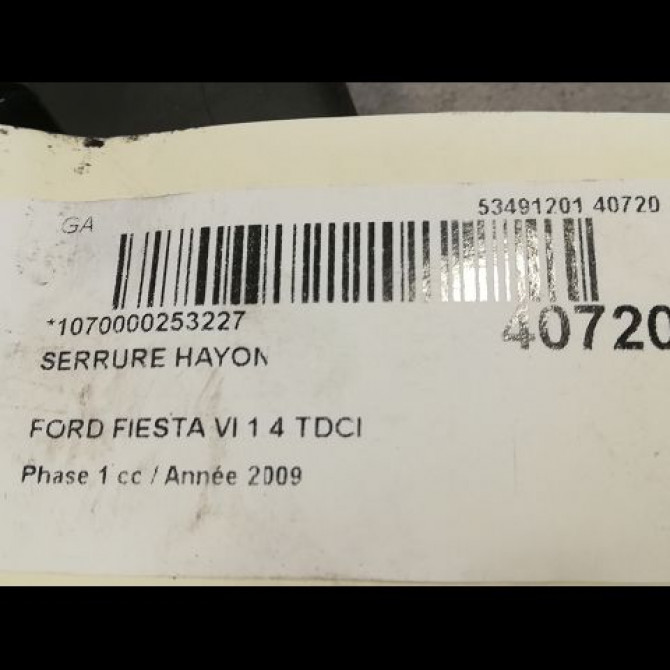 GA
53491201 40720
*1070000253227
40720
SERRURE HAYON
FORD FIESTA VI 1 4 TDCI
Phase 1 cc / Année 2009